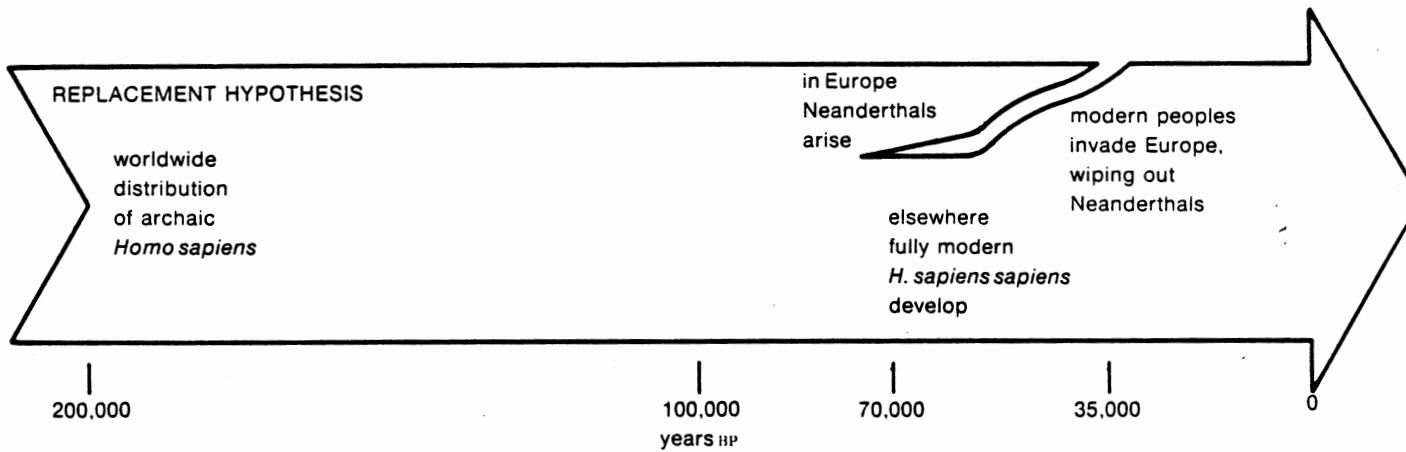 REPLACEMENT HYPOTHESIS
worldwide
distribution
of archaic
Homo sapiens
in Europe
Neanderthals
arise
elsewhere
fully modern
H. sapiens sapiens
develop
modern peoples
invade Europe,
wiping out
Neanderthals
200,000
100,000
70,000
35,000
0
years BP